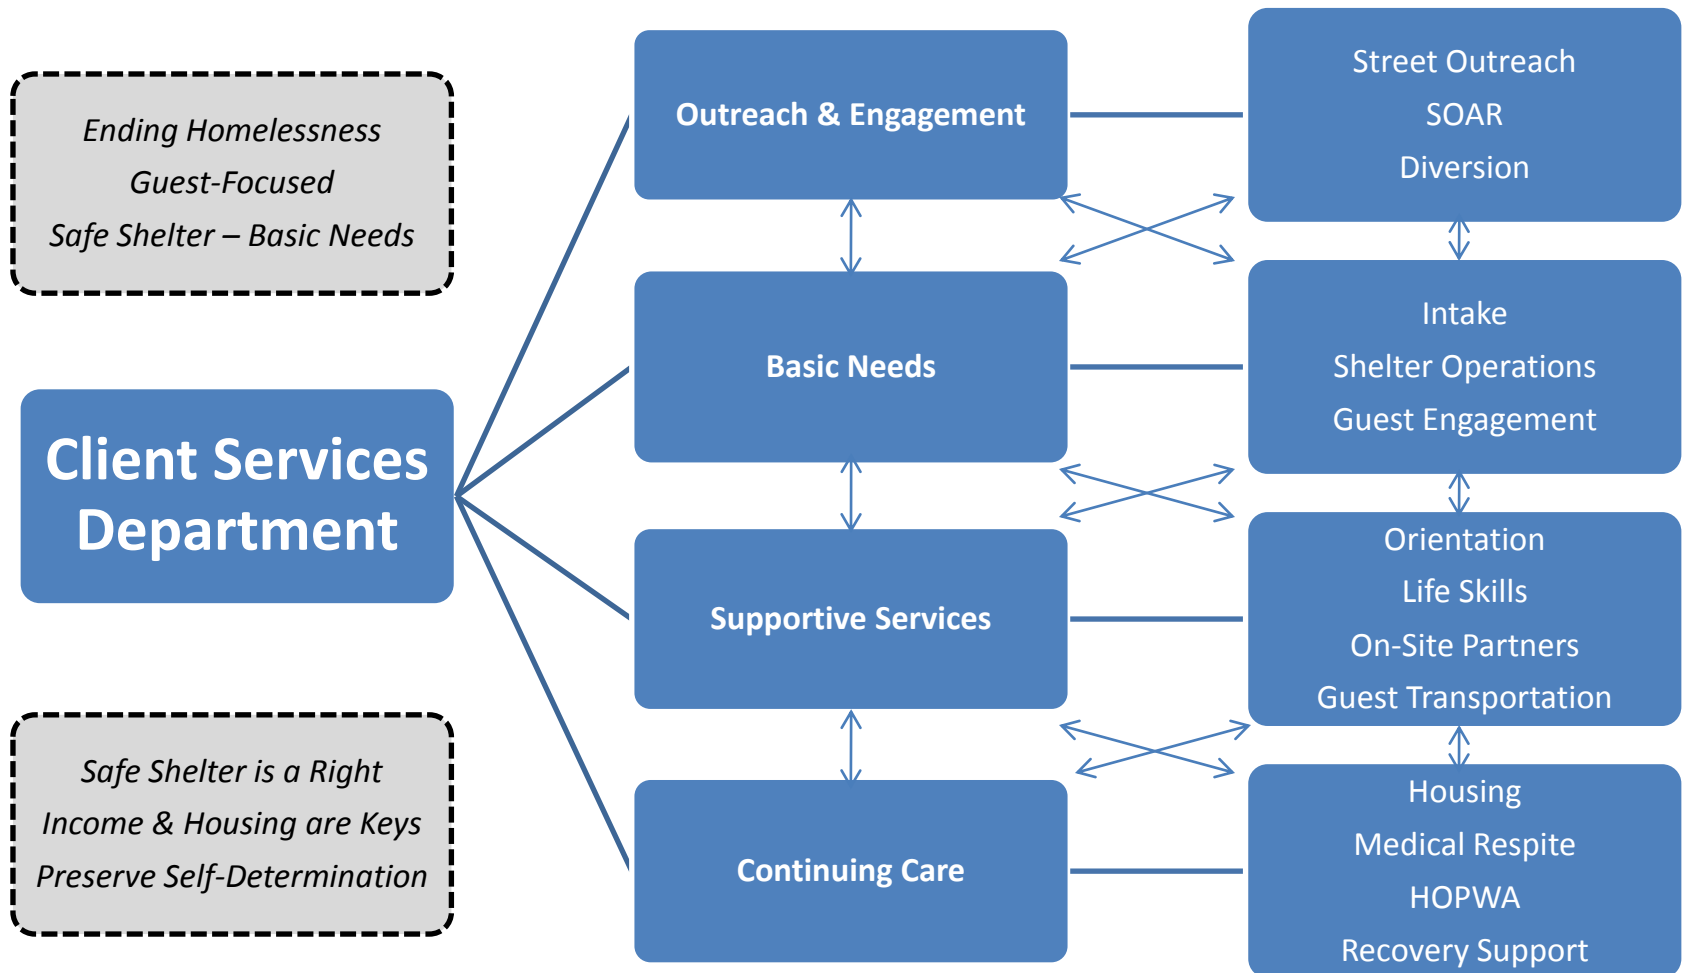 Ending Homelessness
Guest-Focused
Safe Shelter – Basic Needs
Client Services
Department
Safe Shelter is a Right
Income & Housing are Keys
Preserve Self-Determination
Outreach & Engagement
Street Outreach
SOAR
Diversion
Basic Needs
Intake
Shelter Operations
Guest Engagement
Supportive Services
Orientation
Life Skills
On-Site Partners
Guest Transportation
Continuing Care
Housing
Medical Respite
HOPWA
Recovery Support